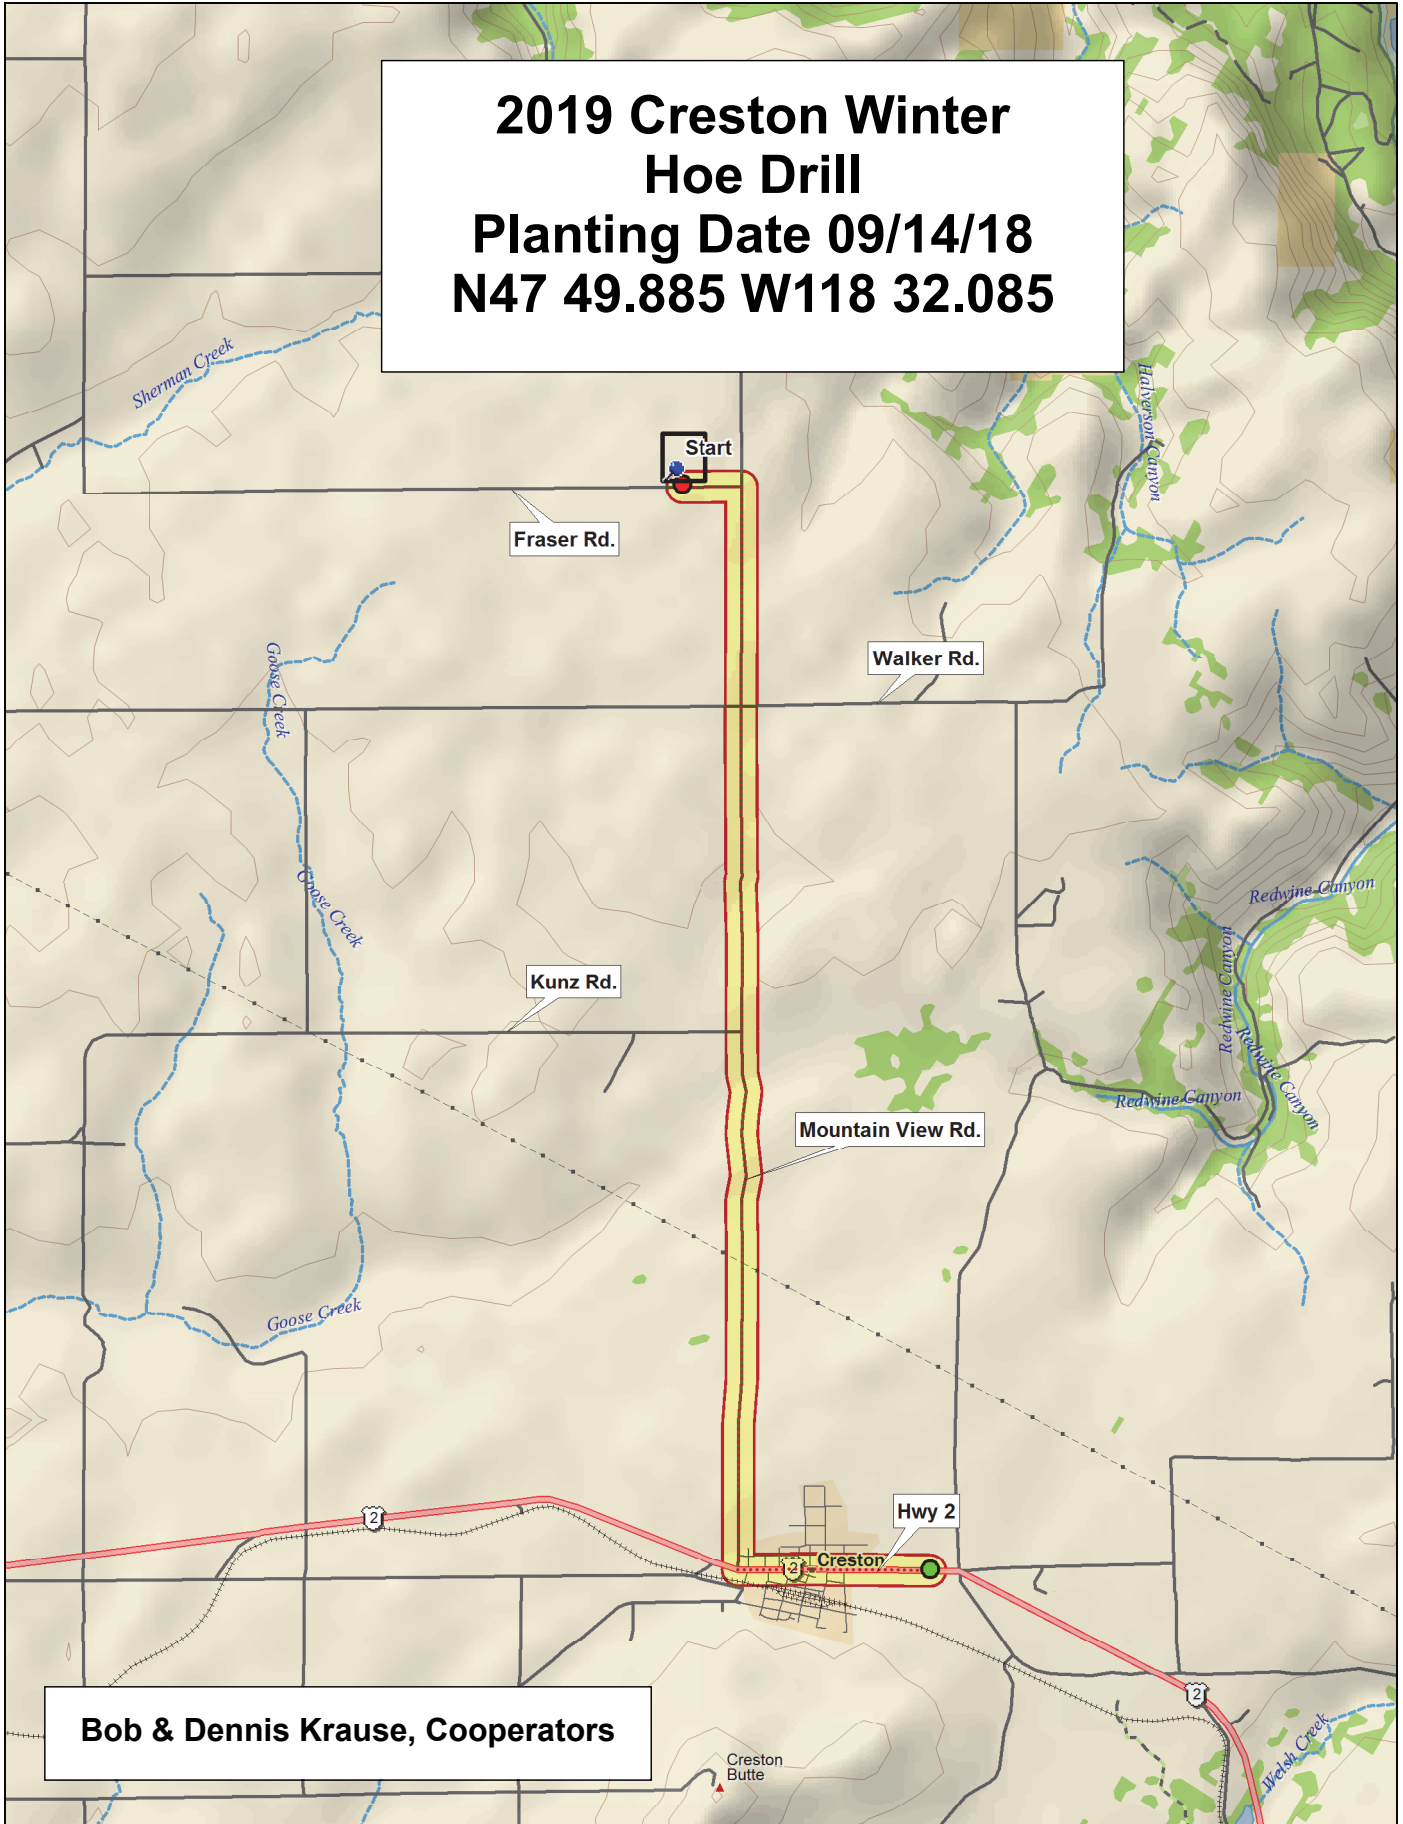 2019 Creston Winter
Hoe Drill
Planting Date 09/14/18
N47 49.885 W118 32.085
Sherman Creek
Halverson Canyon
Start
Fraser Rd.
Goose Creek
Walker Rd.
Goose Creek
Redwine Canyon
Redwine Canyon
Kunz Rd.
Redwine Canyon
Redwine Canyon
Mountain View Rd.
Goose Creek
Hwy 2
2
Creston
2
2
Bob & Dennis Krause, Cooperators
Creston
Butte
Welsh Creek